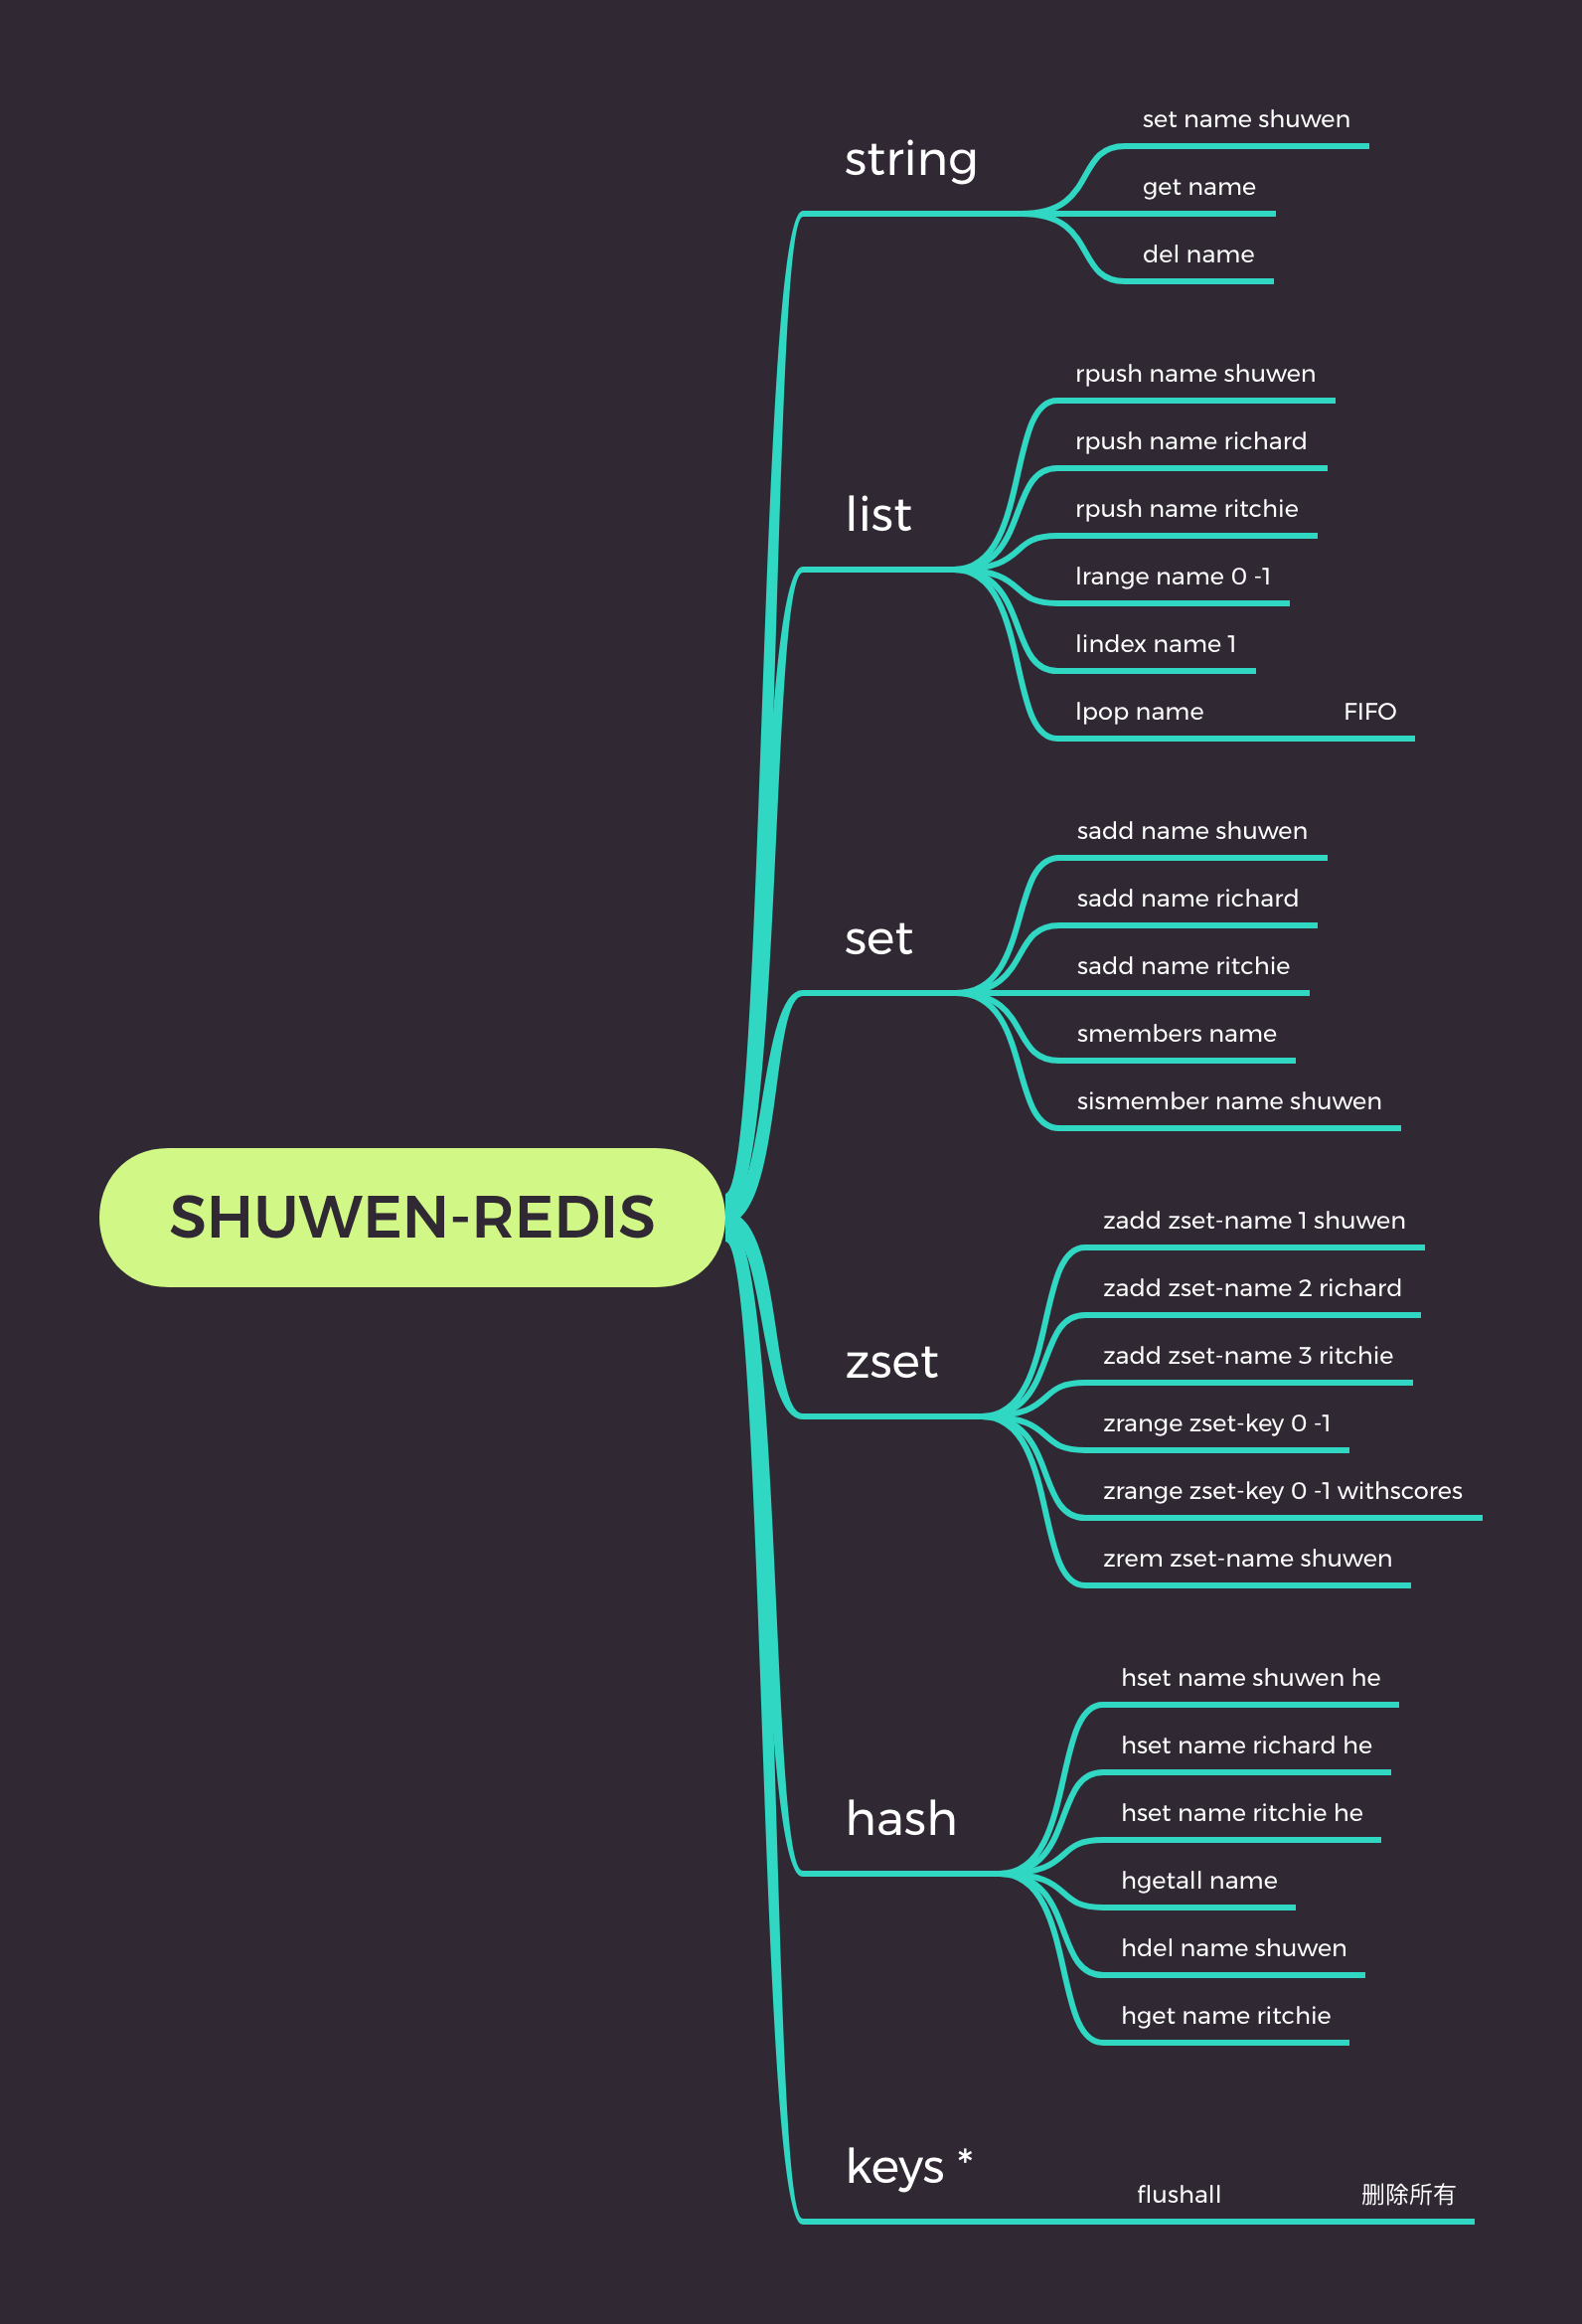 SHUWEN-REDIS
string
set name shuwen
get name
del name
list
rpush name shuwen
rpush name richard
rpush name ritchie
lrange name 0 -1
lindex name 1
lpop name FIFO
set
sadd name shuwen
sadd name richard
sadd name ritchie
smembers name
sismember name shuwen
zset
zadd zset-name 1 shuwen
zadd zset-name 2 richard
zadd zset-name 3 ritchie
zrange zset-key 0 -1
zrange zset-key 0 -1 withscores
zrem zset-name shuwen
hash
hset name shuwen he
hset name richard he
hset name ritchie he
hgetall name
hdel name shuwen
hget name ritchie
keys *
flushall 删除所有